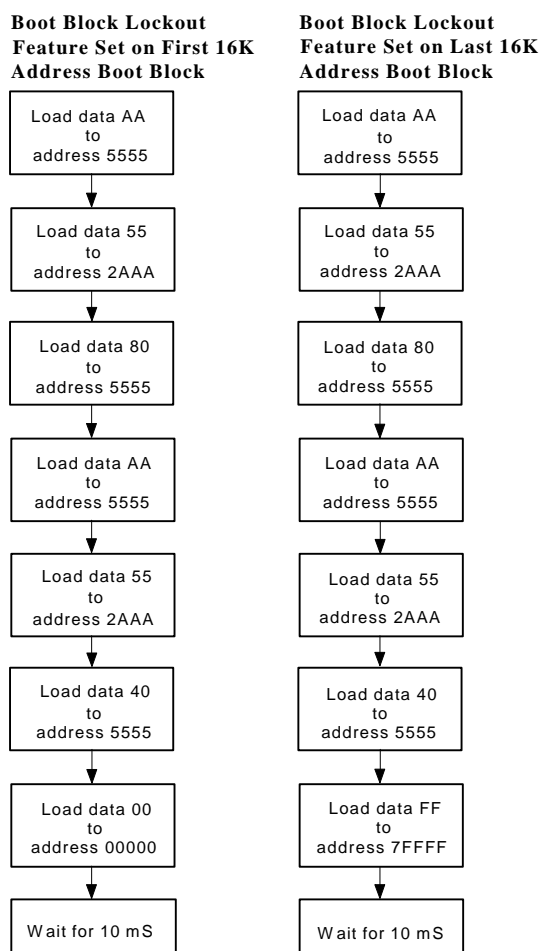 Boot Block Lockout
Feature Set on First 16K
Address Boot Block
Load data AA
to
address 5555
Load data 55
to
address 2AAA
Load data 80
to
address 5555
Load data AA
to
address 5555
Load data 55
to
address 2AAA
Load data 40
to
address 5555
Load data 00
to
address 00000
Wait for 10 mS
Boot Block Lockout
Feature Set on Last 16K
Address Boot Block
Load data AA
to
address 5555
Load data 55
to
address 2AAA
Load data 80
to
address 5555
Load data AA
to
address 5555
Load data 55
to
address 2AAA
Load data 40
to
address 5555
Load data FF
to
address 7FFFF
Wait for 10 mS